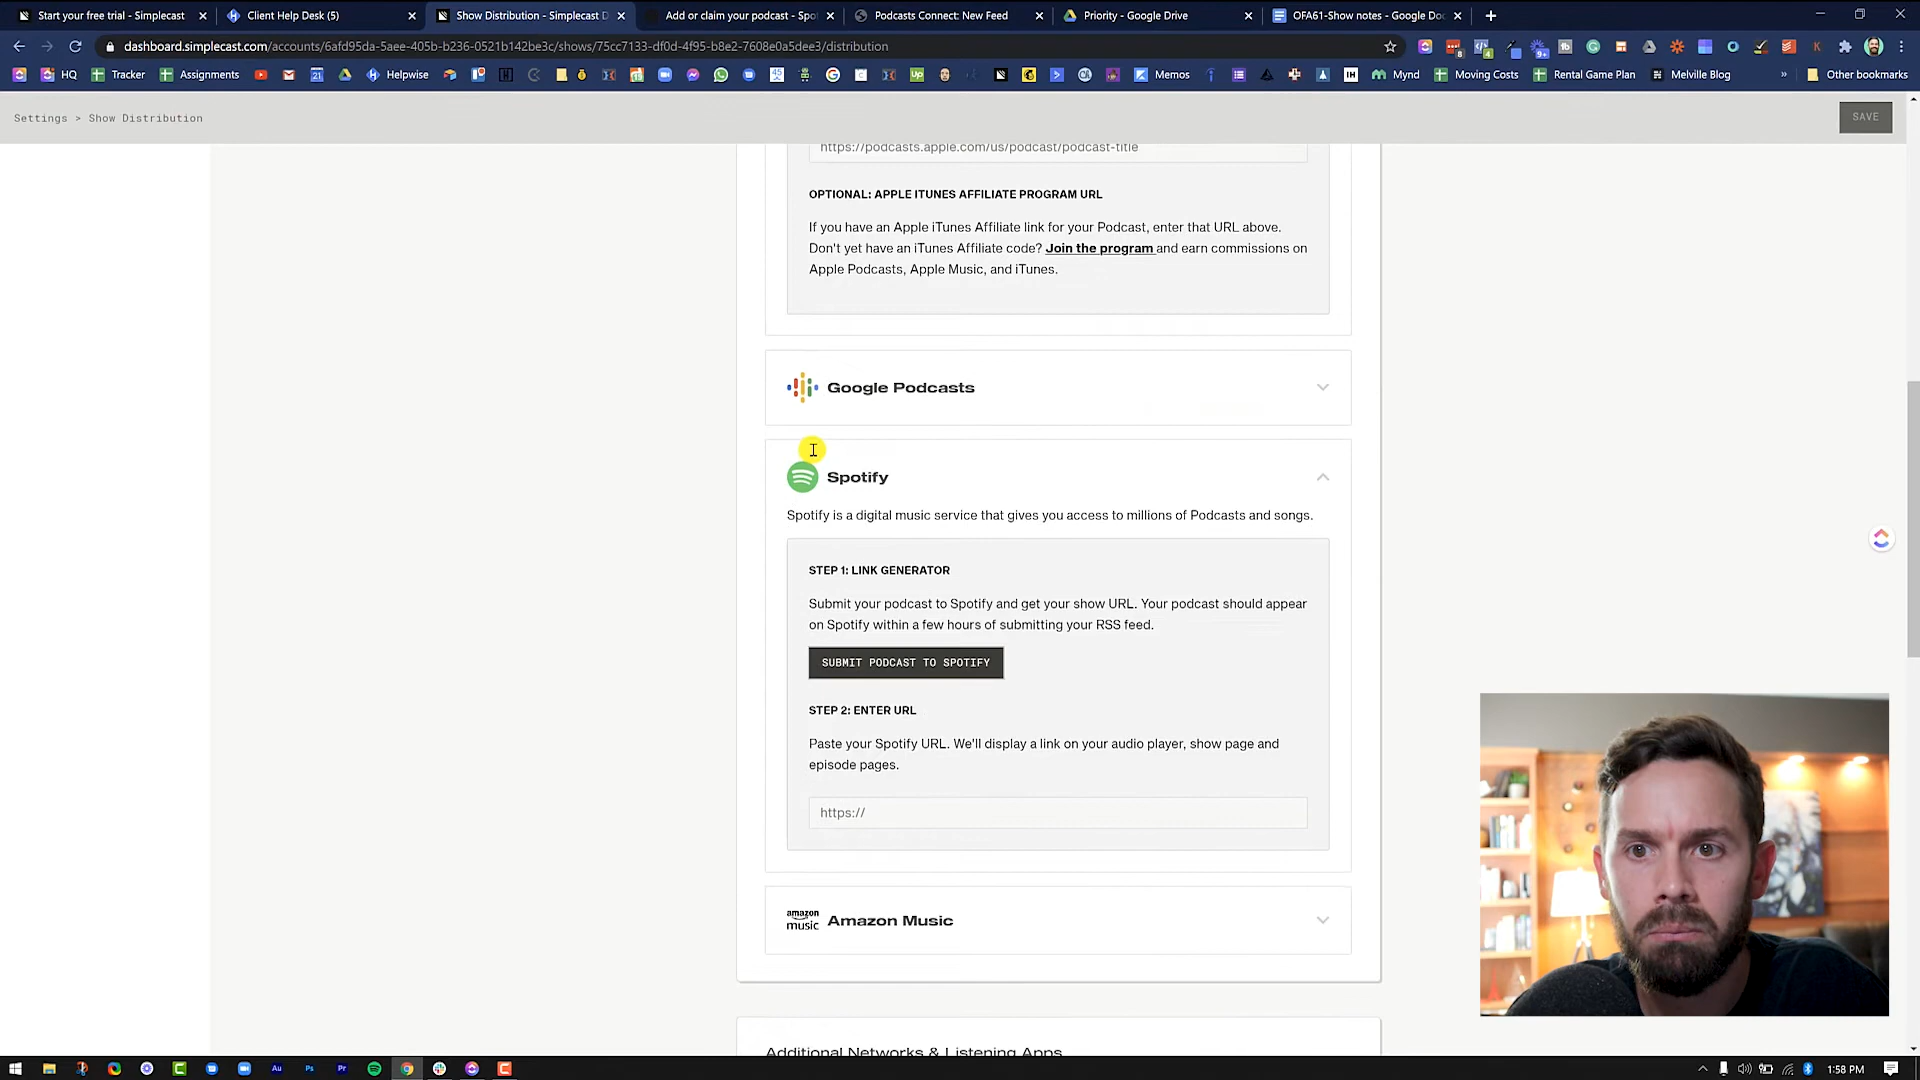 Start your free trial - Simplecast
Client Help Desk (5)
Show Distribution - Simplecast D
Add or claim your podcast - Spo
Podcasts Connect: New Feed
Priority - Google Drive
OFA61-Show notes - Google Doc
dashboard.simplecast.com/accounts/6afd95da-5aee-405b-b236-0521b142be3c/shows/75cc7133-df0d-4f95-b8e2-7608e0a5dee3/distribution
HQ
Tracker
Assignments
Helpwise
Memos
Mynd
Moving Costs
Rental Game Plan
Melville Blog
Other bookmarks
Settings > Show Distribution
SAVE
https://podcasts.apple.com/us/podcast/podcast-title
OPTIONAL: APPLE ITUNES AFFILIATE PROGRAM URL
If you have an Apple iTunes Affiliate link for your Podcast, enter that URL above.
Don't yet have an iTunes Affiliate code? Join the program and earn commissions on
Apple Podcasts, Apple Music, and iTunes.
Google Podcasts
Spotify
Spotify is a digital music service that gives you access to millions of Podcasts and songs.
STEP 1: LINK GENERATOR
Submit your podcast to Spotify and get your show URL. Your podcast should appear
on Spotify within a few hours of submitting your RSS feed.
SUBMIT PODCAST TO SPOTIFY
STEP 2: ENTER URL
Paste your Spotify URL. We'll display a link on your audio player, show page and
episode pages.
https://
amazon music
Amazon Music
Additional Networks & Listening Apps
1:58 PM